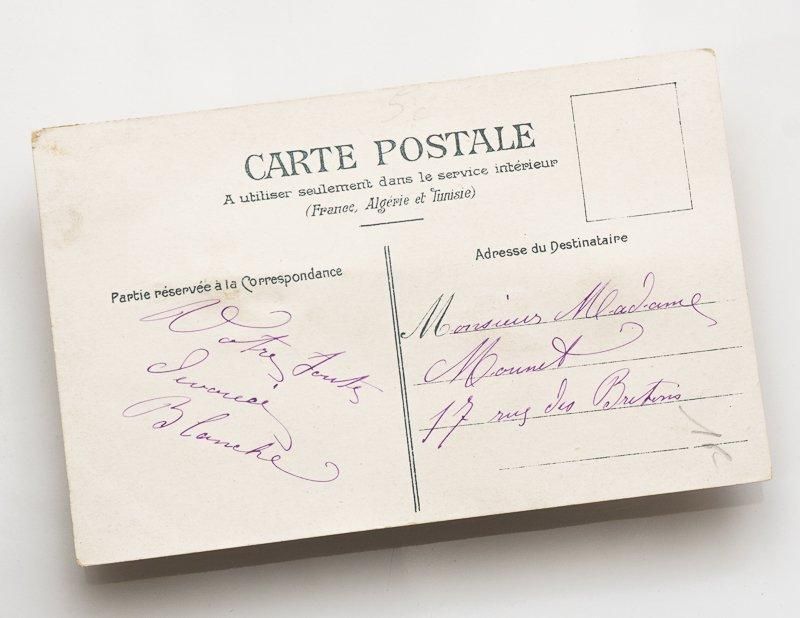 CARTE POSTALE
A utiliser seulement dans le service intérieur
(France, Algérie et Tunisie)
Partie réservée à la Correspondance
Votre toute
Blanche
Adresse du Destinataire
Monsieur Madame
Mounet
17 rue des Bretons